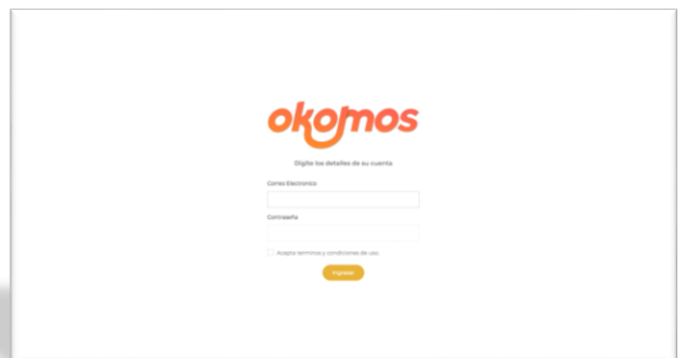 okomos
Digite los detalles de su cuenta
Correo Electronico
Contraseña
Acepta terminos y condiciones de uso.
Ingresar